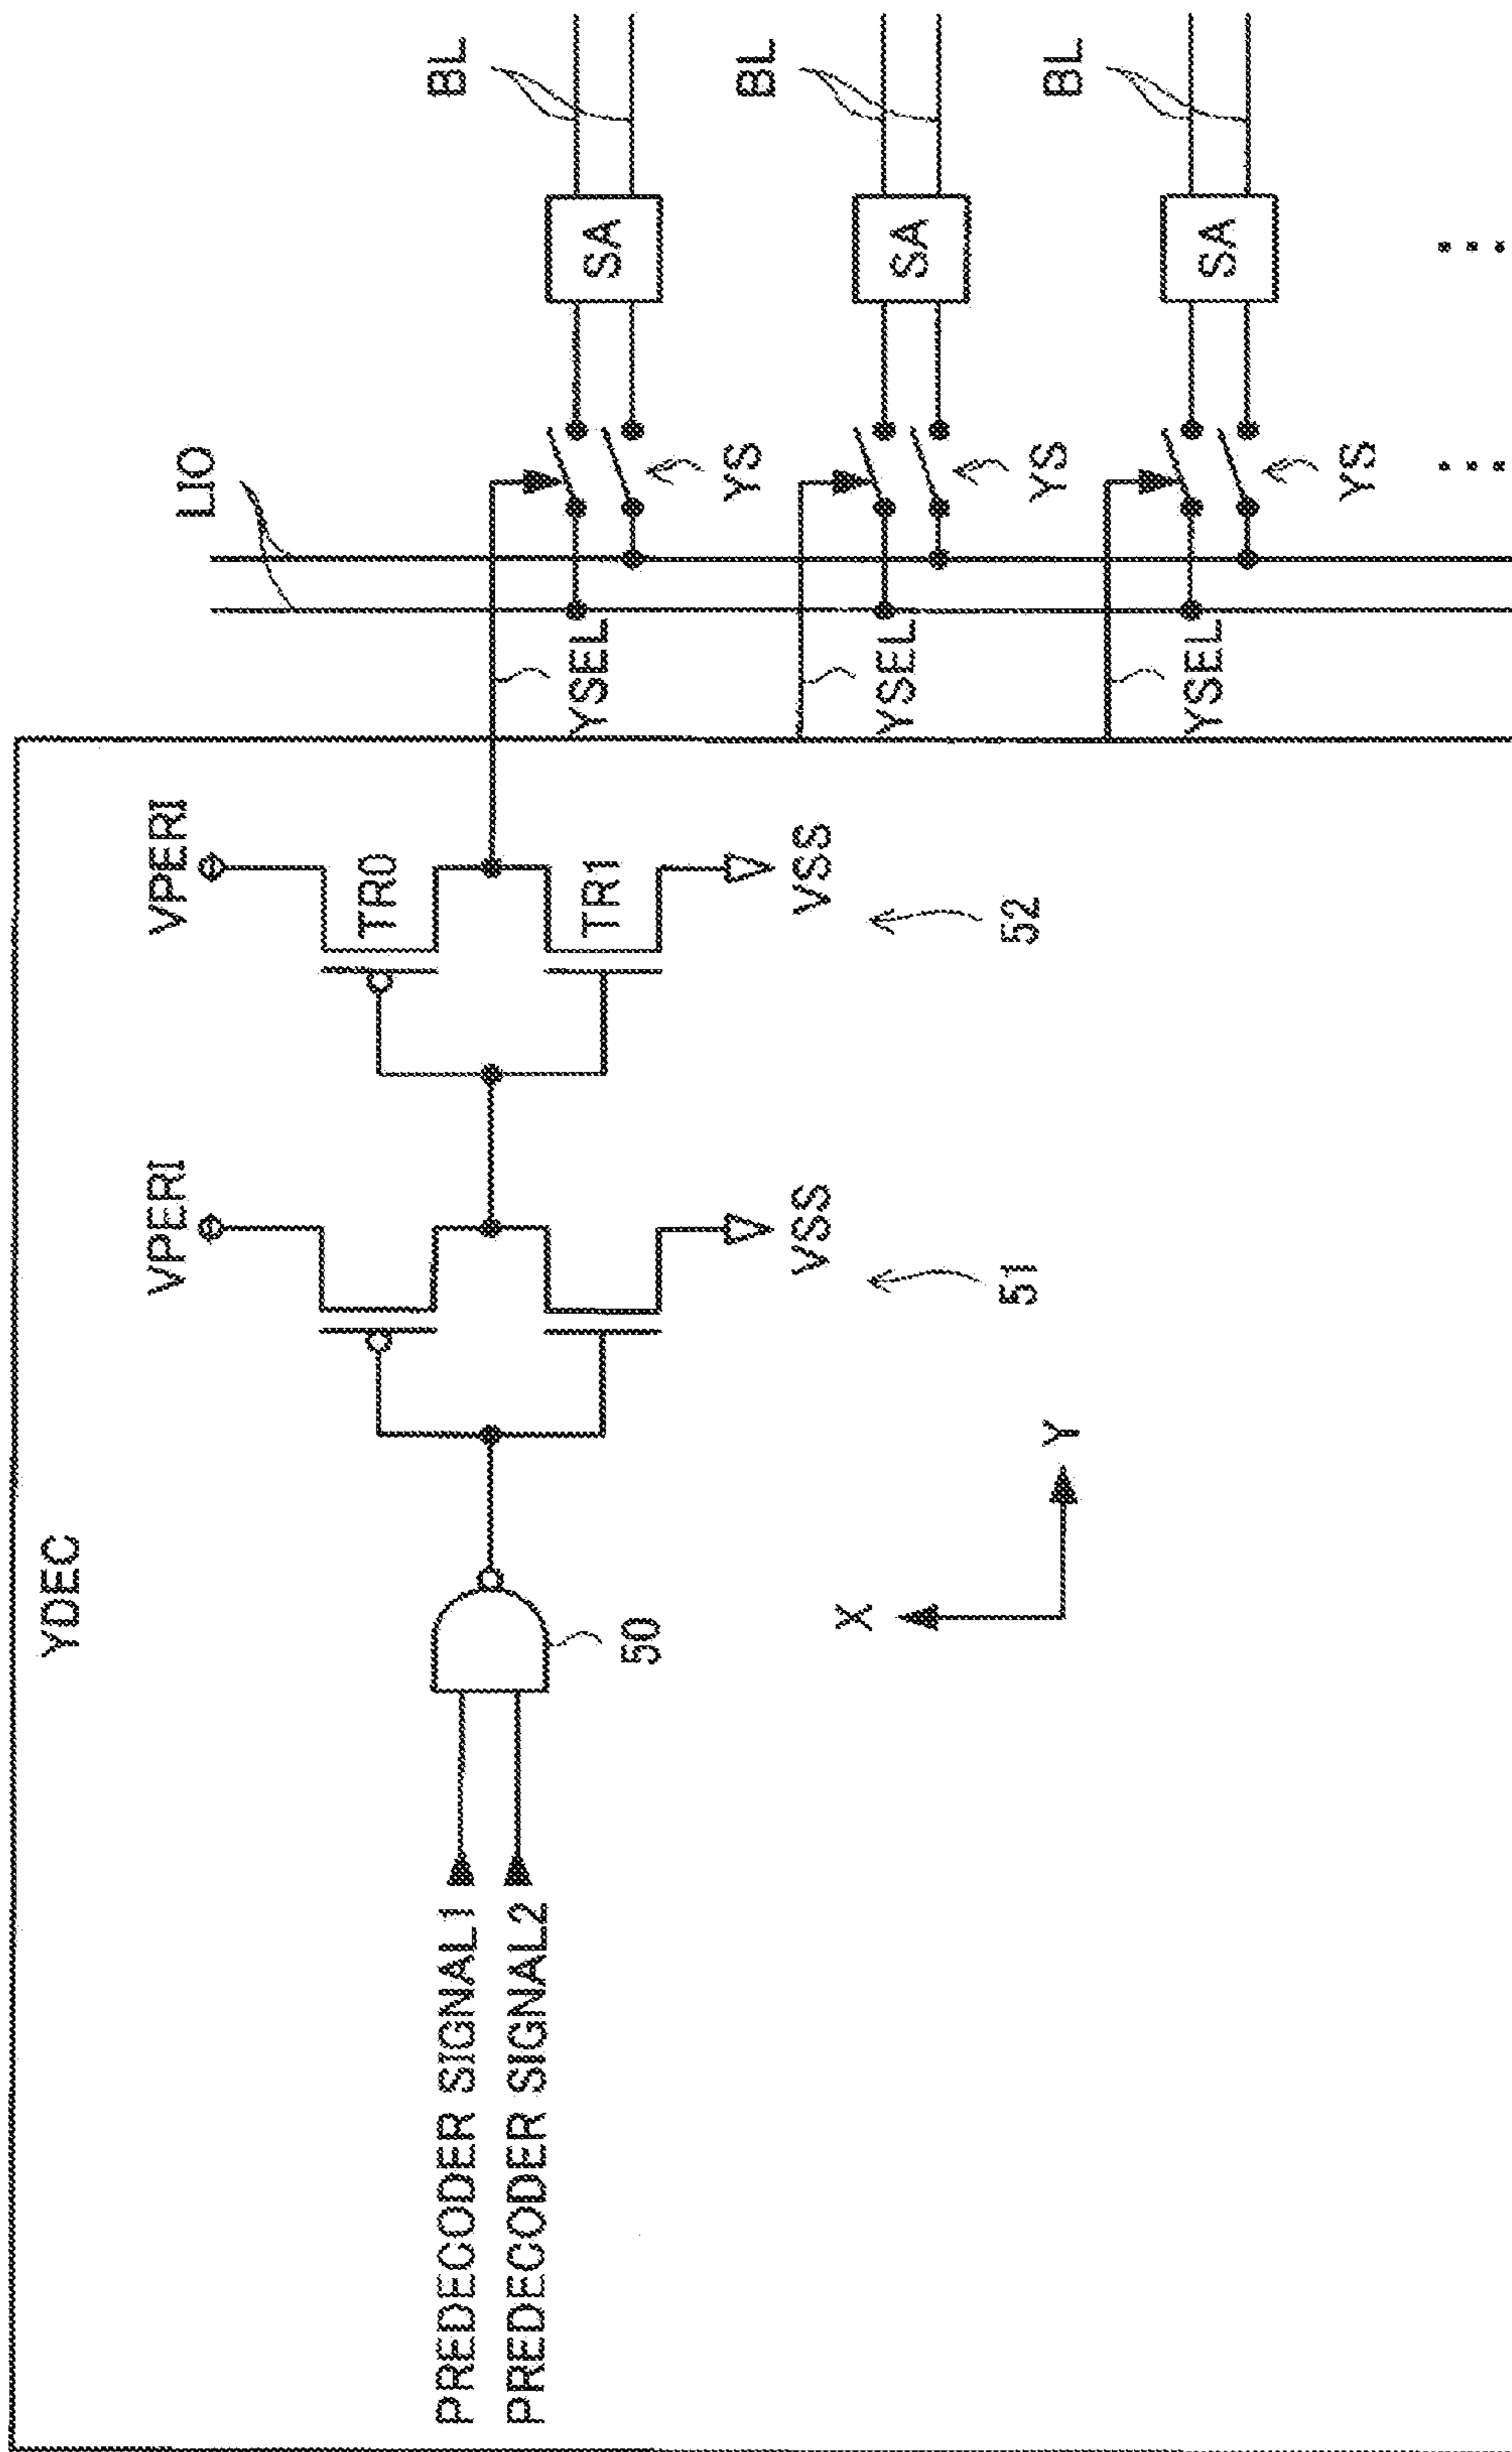 YDEC
PREDECODER SIGNAL1
PREDECODER SIGNAL2
50
VPERI
VSS
51
VPERI
TR0
TR1
VSS
52
X
Y
LIO
YSEL
YS
SA
BL
YSEL
YS
SA
BL
YSEL
YS
SA
BL